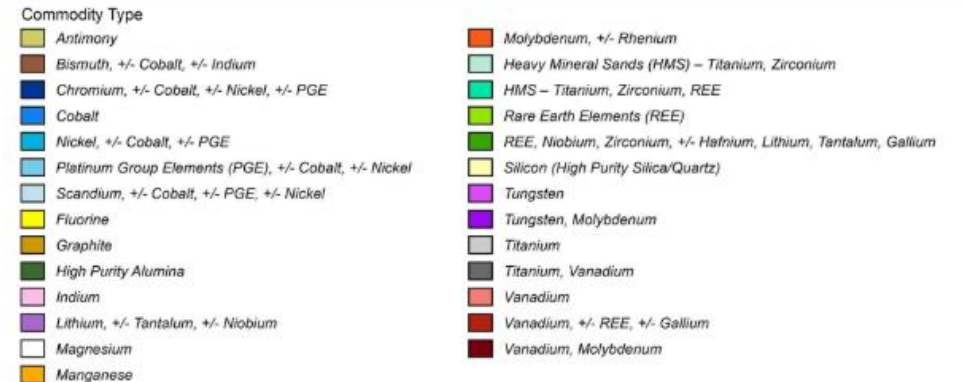 Commodity Type
Antimony
Bismuth, +/- Cobalt, +/- Indium
Chromium, +/- Cobalt, +/- Nickel, +/- PGE
Cobalt
Nickel, +/- Cobalt, +/- PGE
Platinum Group Elements (PGE), +/- Cobalt, +/- Nickel
Scandium, +/- Cobalt, +/- PGE, +/- Nickel
Fluorine
Graphite
High Purity Alumina
Indium
Lithium, +/- Tantalum, +/- Niobium
Magnesium
Manganese
Molybdenum, +/- Rhenium
Heavy Mineral Sands (HMS) – Titanium, Zirconium
HMS – Titanium, Zirconium, REE
Rare Earth Elements (REE)
REE, Niobium, Zirconium, +/- Hafnium, Lithium, Tantalum, Gallium
Silicon (High Purity Silica/Quartz)
Tungsten
Tungsten, Molybdenum
Titanium
Titanium, Vanadium
Vanadium
Vanadium, +/- REE, +/- Gallium
Vanadium, Molybdenum